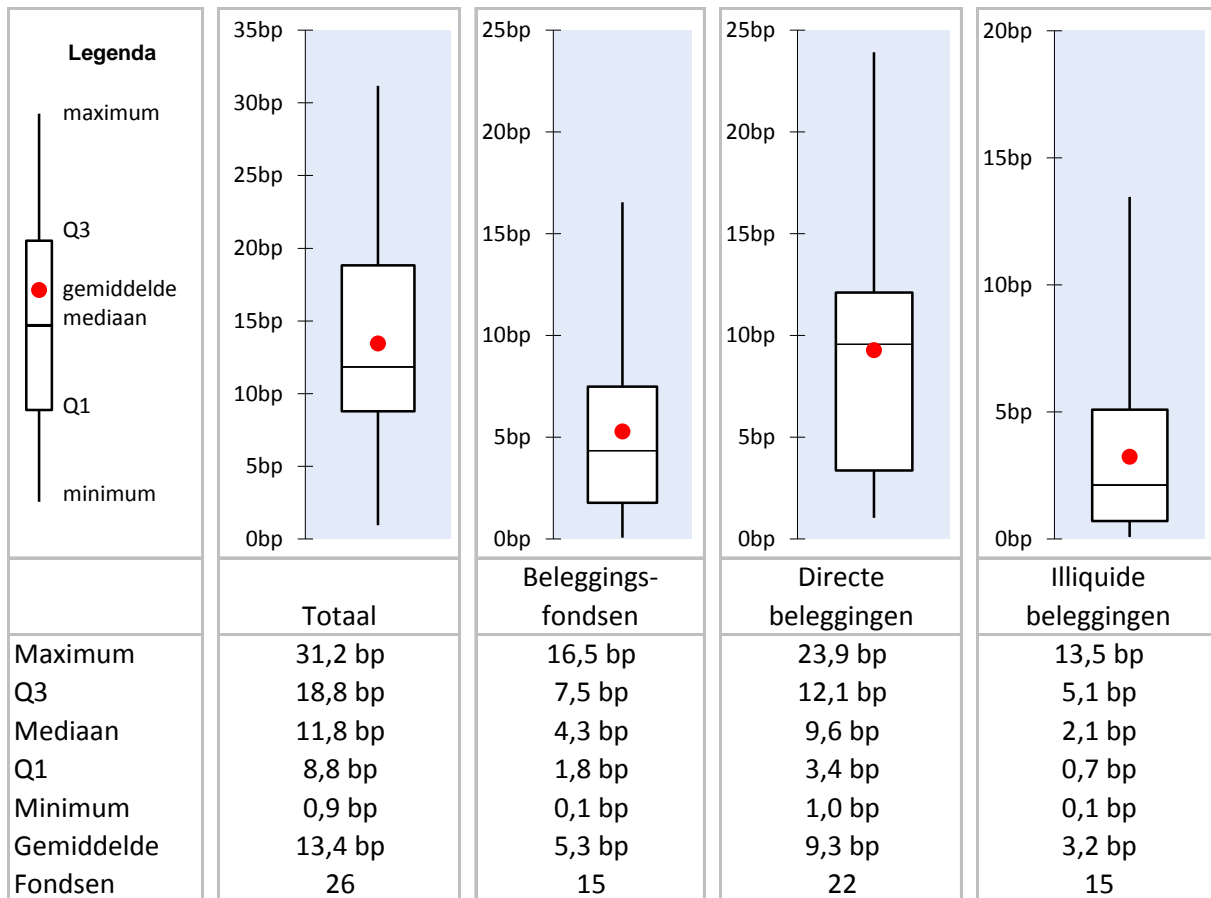 Legenda
maximum
Q3
gemiddelde
mediaan
Q1
minimum
35bp
30bp
25bp
20bp
15bp
10bp
5bp
0bp
25bp
20bp
15bp
10bp
5bp
0bp
25bp
20bp
15bp
10bp
5bp
0bp
20bp
15bp
10bp
5bp
0bp
Totaal
Beleggings-
fondsen
Directe
beleggingen
Illiquide
beleggingen
Maximum 31,2 bp 16,5 bp 23,9 bp 13,5 bp
Q3 18,8 bp 7,5 bp 12,1 bp 5,1 bp
Mediaan 11,8 bp 4,3 bp 9,6 bp 2,1 bp
Q1 8,8 bp 1,8 bp 3,4 bp 0,7 bp
Minimum 0,9 bp 0,1 bp 1,0 bp 0,1 bp
Gemiddelde 13,4 bp 5,3 bp 9,3 bp 3,2 bp
Fondsen 26 15 22 15